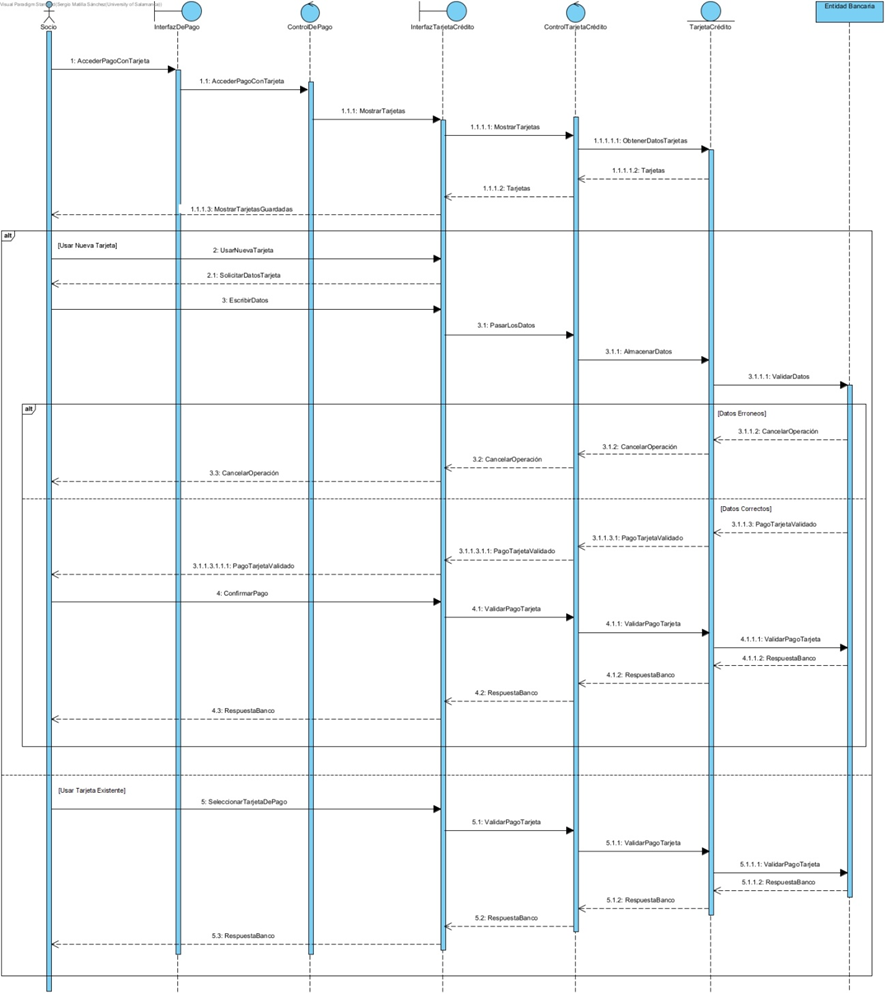 Visual Paradigm Standard(Sergio Matilla Sánchez(University of Salamanca))
Entidad Bancaria
Socio
InterfazDePago
ControlDePago
InterfazTarjetaCrédito
ControlTarjetaCrédito
TarjetaCrédito
1: AccederPagoConTarjeta
1.1: AccederPagoConTarjeta
1.1.1: MostrarTarjetas
1.1.1.1: MostrarTarjetas
1.1.1.1.1: ObtenerDatosTarjetas
1.1.1.1.2: Tarjetas
1.1.1.2: Tarjetas
1.1.1.3: MostrarTarjetasGuardadas
alt
[Usar Nueva Tarjeta]
2: UsarNuevaTarjeta
2.1: SolicitarDatosTarjeta
3: EscribirDatos
3.1: PasarLosDatos
3.1.1: AlmacenarDatos
3.1.1.1: ValidarDatos
alt
[Datos Erroneos]
3.1.1.2: CancelarOperación
3.1.2: CancelarOperación
3.2: CancelarOperación
3.3: CancelarOperación
[Datos Correctos]
3.1.1.3: PagoTarjetaValidado
3.1.1.3.1: PagoTarjetaValidado
3.1.1.3.1.1: PagoTarjetaValidado
3.1.1.3.1.1.1: PagoTarjetaValidado
4: ConfirmarPago
4.1: ValidarPagoTarjeta
4.1.1: ValidarPagoTarjeta
4.1.1.1: ValidarPagoTarjeta
4.1.1.2: RespuestaBanco
4.1.2: RespuestaBanco
4.2: RespuestaBanco
4.3: RespuestaBanco
[Usar Tarjeta Existente]
5: SeleccionarTarjetaDePago
5.1: ValidarPagoTarjeta
5.1.1: ValidarPagoTarjeta
5.1.1.1: ValidarPagoTarjeta
5.1.1.2: RespuestaBanco
5.1.2: RespuestaBanco
5.2: RespuestaBanco
5.3: RespuestaBanco